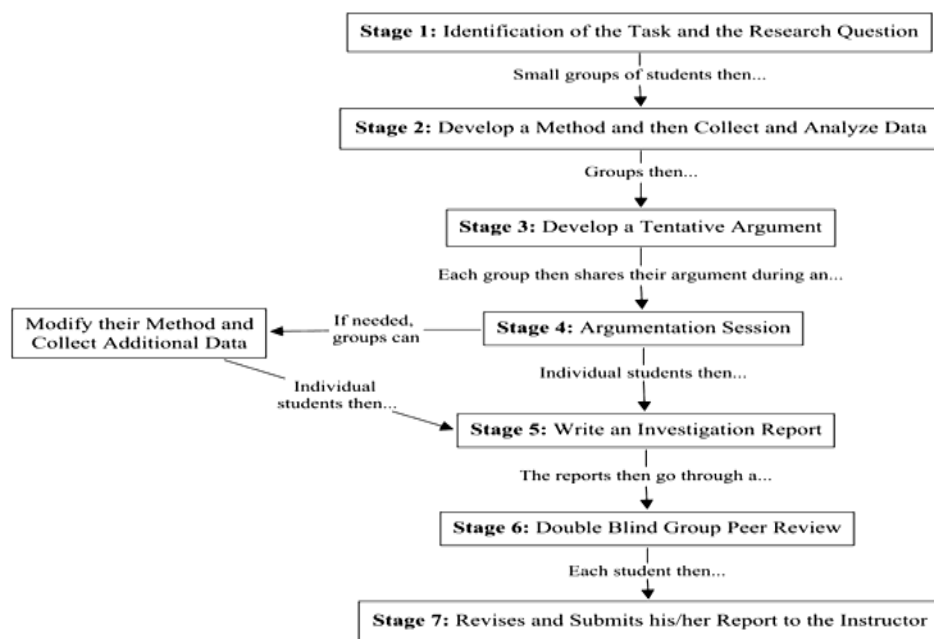 Stage 1: Identification of the Task and the Research Question
Small groups of students then...
Stage 2: Develop a Method and then Collect and Analyze Data
Groups then...
Stage 3: Develop a Tentative Argument
Each group then shares their argument during an...
Modify their Method and
Collect Additional Data
If needed,
groups can
Stage 4: Argumentation Session
Individual
students then...
Individual students then...
Stage 5: Write an Investigation Report
The reports then go through a...
Stage 6: Double Blind Group Peer Review
Each student then...
Stage 7: Revises and Submits his/her Report to the Instructor